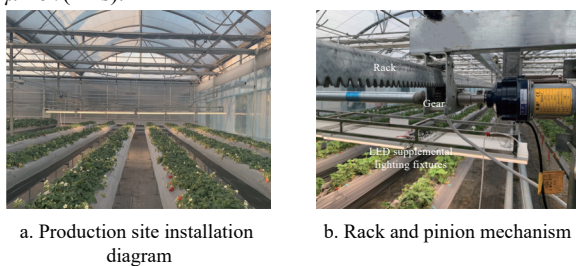 Rack
Gear
LED supplemental
lighting fixtures
a. Production site installation
diagram
b. Rack and pinion mechanism